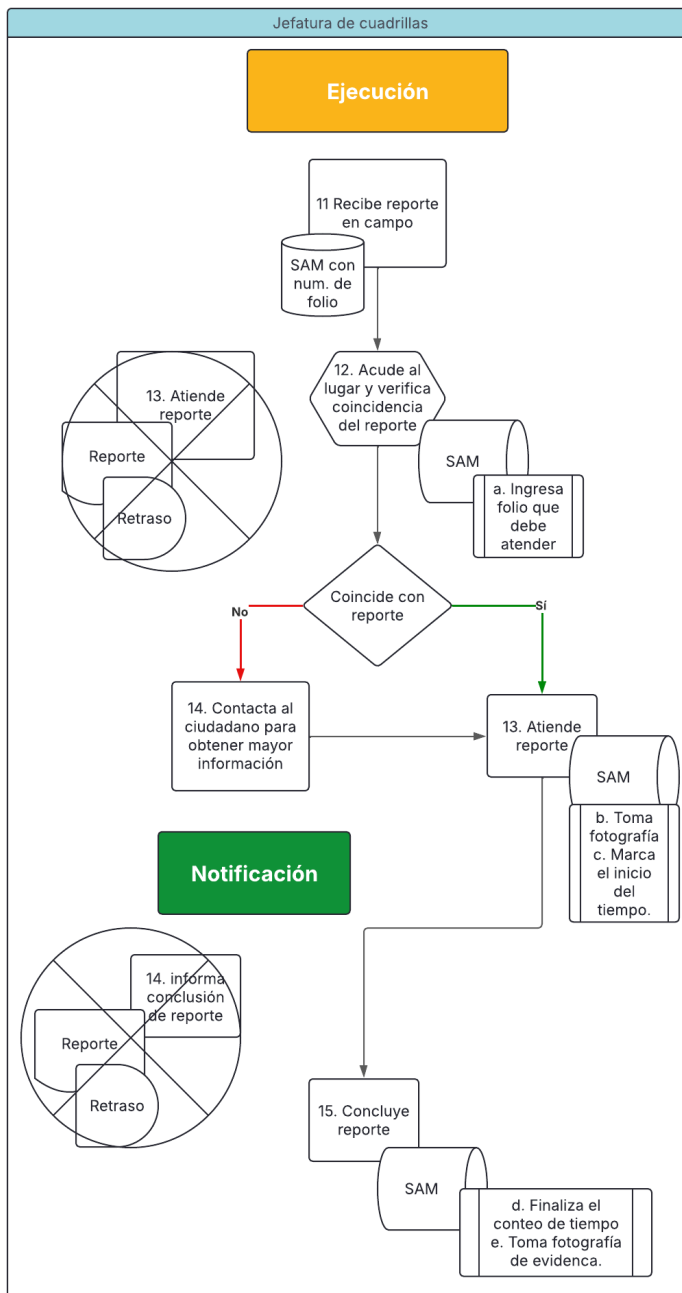 Jefatura de cuadrillas
Ejecución
11 Recibe reporte
en campo
SAM con
num. de
folio
12. Acude al
lugar y verifica
coincidencia
del reporte
13. Atiende
reporte
Reporte
Retraso
SAM
a. Ingresa
folio que
debe
atender
Coincide con
reporte
No
Sí
14. Contacta al
ciudadano para
obtener mayor
información
13. Atiende
reporte
SAM
b. Toma
fotografía
c. Marca
el inicio
del
tiempo.
Notificación
14. informa
conclusión
de reporte
Reporte
Retraso
15. Concluye
reporte
SAM
d. Finaliza el
conteo de tiempo
e. Toma fotografía
de evidenca.